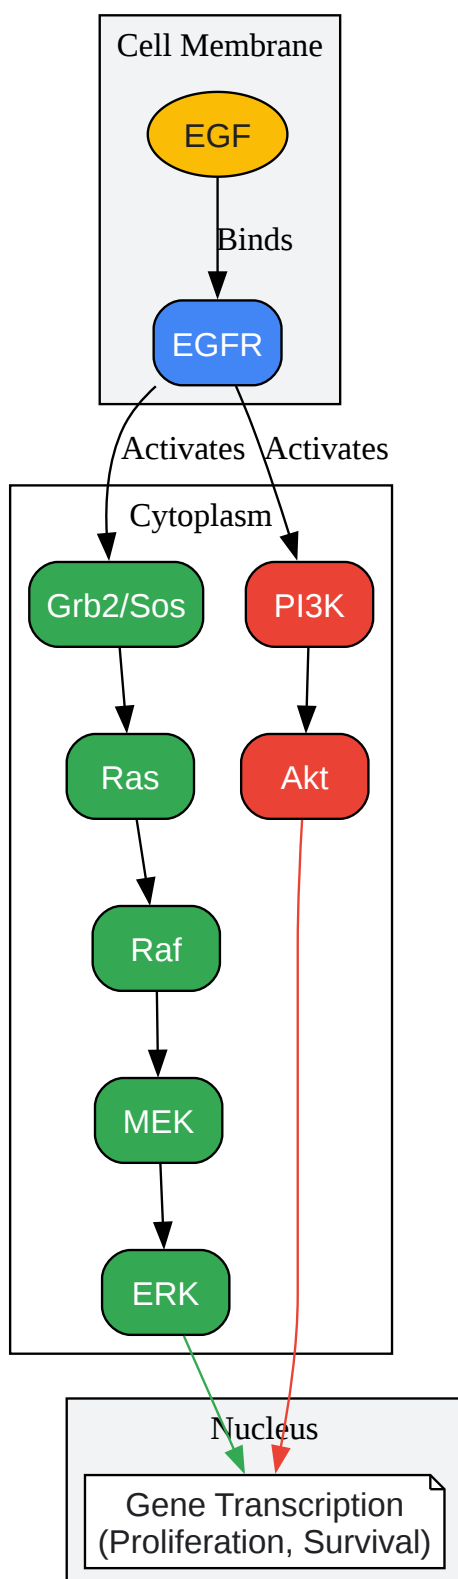 Cell Membrane
EGF
Binds
EGFR
Activates
Activates
Cytoplasm
Grb2/Sos
PI3K
Ras
Akt
Raf
MEK
ERK
Nucleus
Gene Transcription
(Proliferation, Survival)